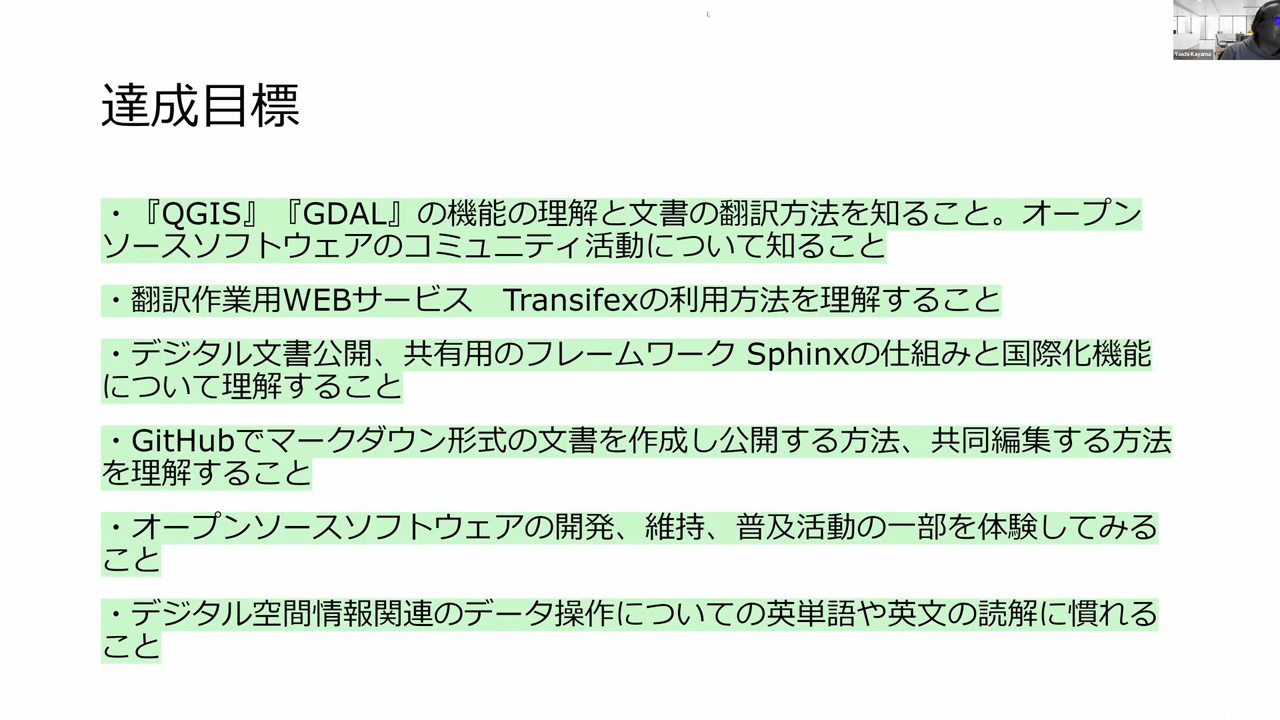 Yoichi Kayama
達成目標
・『QGIS』『GDAL』の機能の理解と文書の翻訳方法を知ること。オープン
ソースソフトウェアのコミュニティ活動について知ること
・翻訳作業用WEBサービス　Transifexの利用方法を理解すること
・デジタル文書公開、共有用のフレームワーク Sphinxの仕組みと国際化機能
について理解すること
・GitHubでマークダウン形式の文書を作成し公開する方法、共同編集する方法
を理解すること
・オープンソースソフトウェアの開発、維持、普及活動の一部を体験してみる
こと
・デジタル空間情報関連のデータ操作についての英単語や英文の読解に慣れる
こと